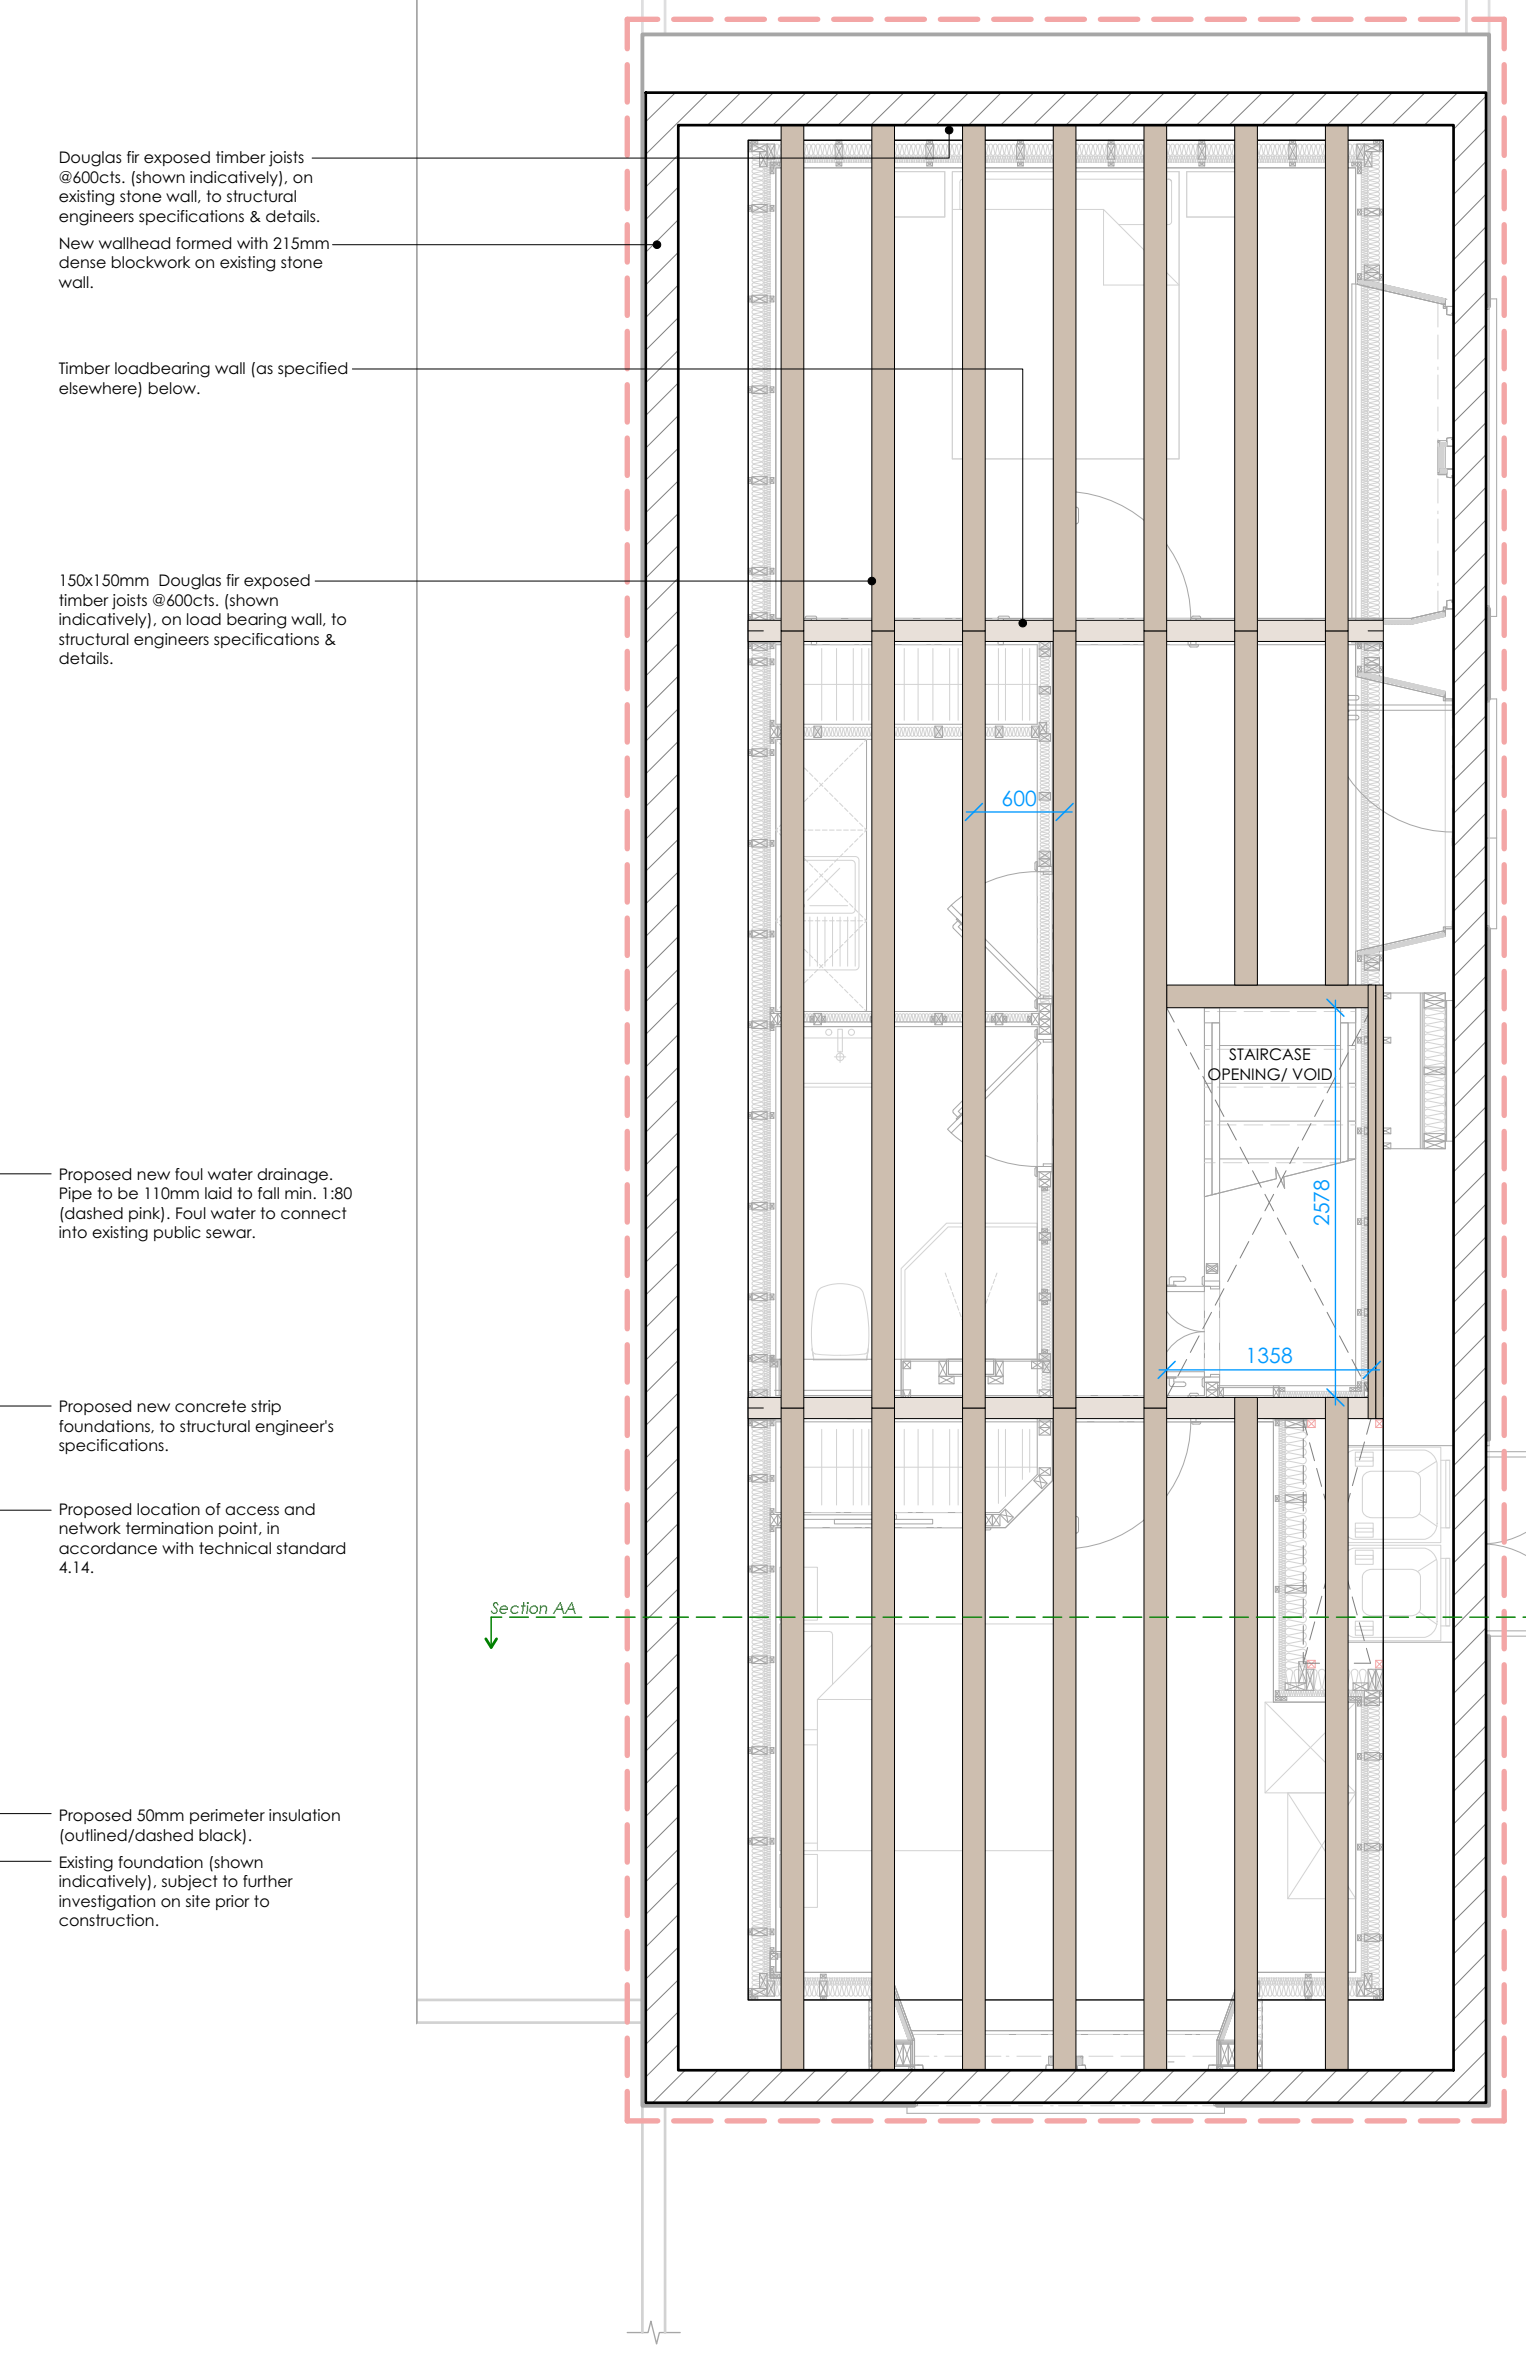 Douglas fir exposed timber joists
@600cts. (shown indicatively), on
existing stone wall, to structural
engineers specifications & details.
New wallhead formed with 215mm
dense blockwork on existing stone
wall.
Timber loadbearing wall (as specified
elsewhere) below.
150x150mm Douglas fir exposed
timber joists @600cts. (shown
indicatively), on load bearing wall, to
structural engineers specifications &
details.
600
STAIRCASE
OPENING/ VOID
2578
1358
Proposed new foul water drainage.
Pipe to be 110mm laid to fall min. 1:80
(dashed pink). Foul water to connect
into existing public sewar.
Proposed new concrete strip
foundations, to structural engineer's
specifications.
Proposed location of access and
network termination point, in
accordance with technical standard
4.14.
Section AA
Proposed 50mm perimeter insulation
(outlined/dashed black).
Existing foundation (shown
indicatively), subject to further
investigation on site prior to
construction.